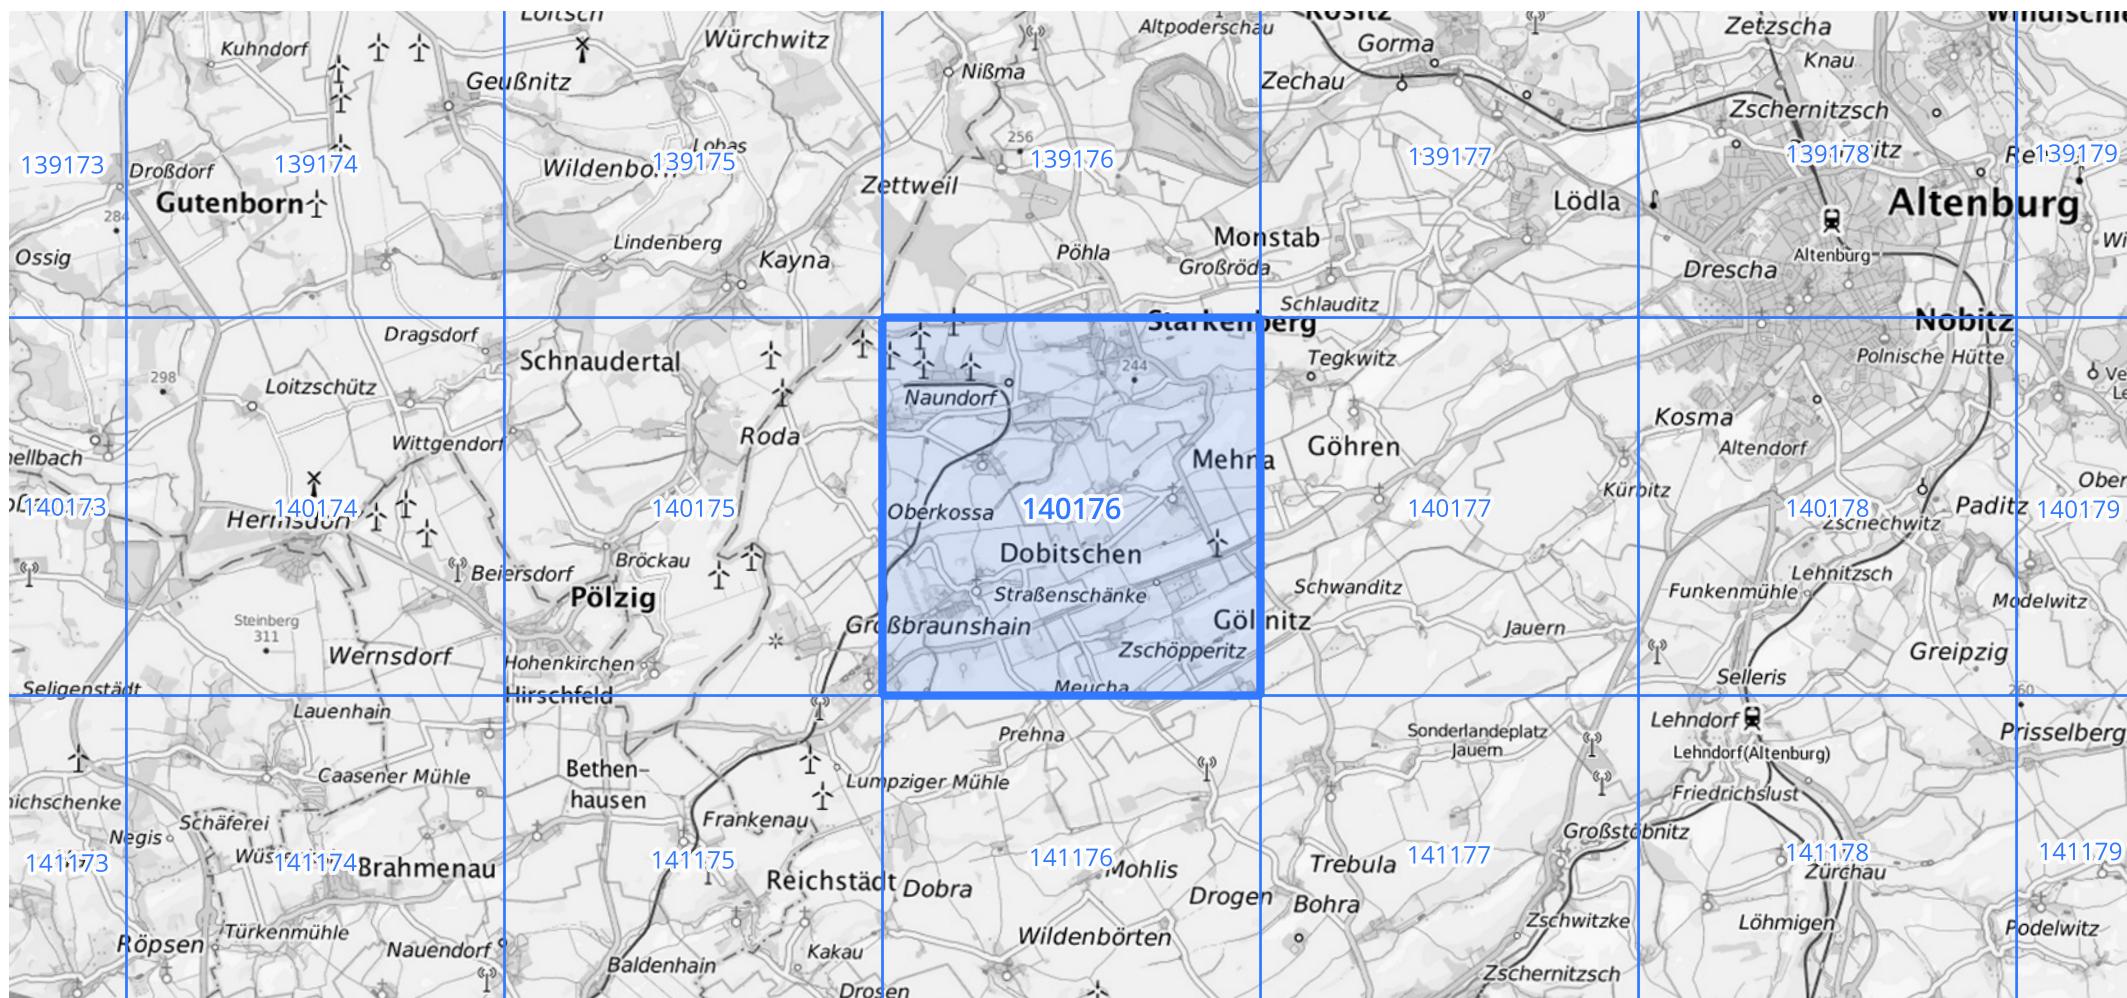 Kuhndorf
Geußnitz
Würchwitz
Nißma
Altpoderschau
Gorma
Zechau
Zetzscha
Knau
Zschernitzsch
Droßdorf
139173
139174
Gutenborn
284
Ossig
Lobas
139175
Zettweil
256
139176
139177
139178
139179
Lödla
Altenburg
Altenburg
Lindenberg
Kayna
Pöhla
Monstab
Großröda
Schlauditz
Drescha
Starkenberg
Nobitz
Dragsdorf
Schnaudertal
298
Loitzschütz
Wittgendorf
Roda
Naundorf
244
Tegkwitz
Polnische Hütte
Mehna
Göhren
Kosma
Altendorf
Kürbitz
140173
140174
Hermsdorf
140175
140176
140177
140178
140179
Oberkossa
Dobitschen
Straßenschänke
Paditz
Zschechwitz
Lehnitzsch
Funkenmühle
Modelwitz
Beiersdorf
Bröckau
Pölzig
Schwanditz
Steinberg
311
Wernsdorf
Großbraunshain
Göllnitz
Zschöpperitz
Jauern
Greipzig
Hohenkirchen
Hirschfeld
Seligenstädt
Meucha
Selleris
260
Lauenhain
Prehna
Sonderlandeplatz
Jauern
Lehndorf
Lehndorf(Altenburg)
Prisselberg
Caasener Mühle
Bethen-
hausen
Lumpziger Mühle
Friedrichslust
Schäferei
Negis
Frankenau
Großstöbnitz
141173
141174
Brahmenau
141175
Reichstädt
Dobra
141176
Mohlis
Drogen
Trebula
141177
Bohra
141178
Zürchau
141179
Röpsen
Türkenmühle
Nauendorf
Baldenhain
Kakau
Drosen
Wildenbörten
Zschwitzke
Zschernitzsch
Löhmigen
Podelwitz